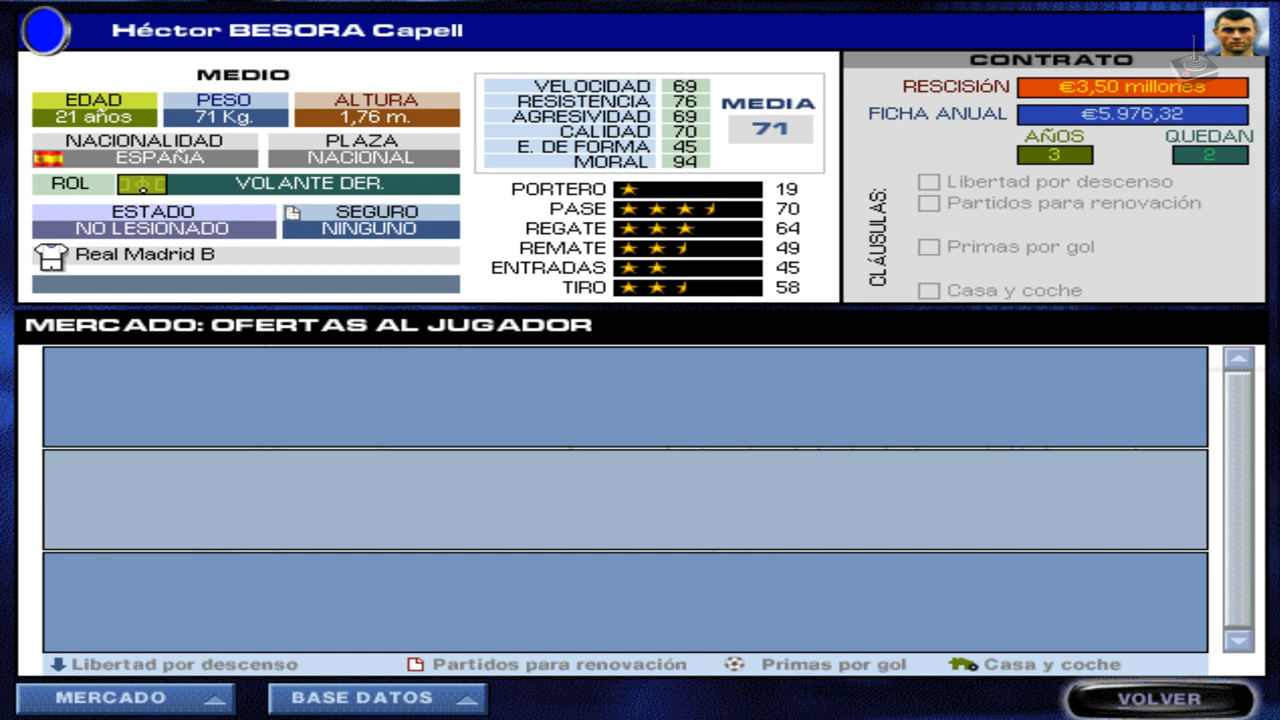 Héctor BESORA Capell
MEDIO
EDAD PESO ALTURA
21 años 71 Kg. 1,76 m.
NACIONALIDAD PLAZA
ESPAÑA NACIONAL
ROL VOLANTE DER.
ESTADO SEGURO
NO LESIONADO NINGUNO
Real Madrid B
VELOCIDAD 69
RESISTENCIA 76
AGRESIVIDAD 69
CALIDAD 70
E. DE FORMA 45
MORAL 94
MEDIA
71
PORTERO 19
PASE 70
REGATE 64
REMATE 49
ENTRADAS 45
TIRO 58
CONTRATO
RESCISIÓN €3,50 millones
FICHA ANUAL €5.976,32
AÑOS QUEDAN
3 2
CLÁUSULAS:
Libertad por descenso
Partidos para renovación
Primas por gol
Casa y coche
MERCADO: OFERTAS AL JUGADOR
Libertad por descenso Partidos para renovación Primas por gol Casa y coche
MERCADO BASE DATOS VOLVER